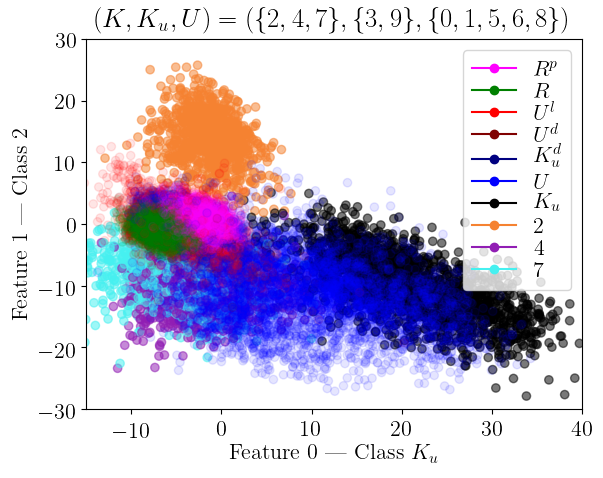 (K, K_u, U) = ({2, 4, 7}, {3, 9}, {0, 1, 5, 6, 8})
30
20
10
0
−10
−20
−30
Feature 1 — Class 2
R^p
R
U^l
U^d
K_u^d
U
K_u
2
4
7
−10
0
10
20
30
40
Feature 0 — Class K_u